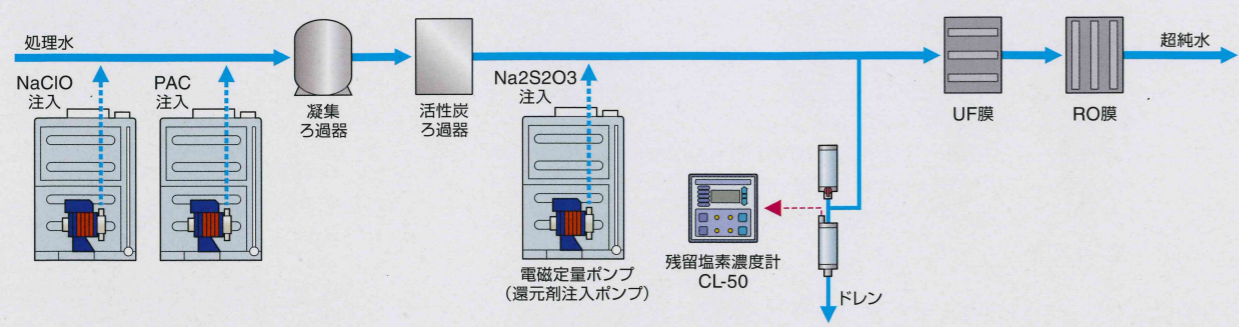 処理水
NaClO
注入
PAC
注入
凝集
ろ過器
活性炭
ろ過器
Na2S2O3
注入
電磁定量ポンプ
（還元剤注入ポンプ）
残留塩素濃度計
CL-50
ドレン
UF膜
RO膜
超純水